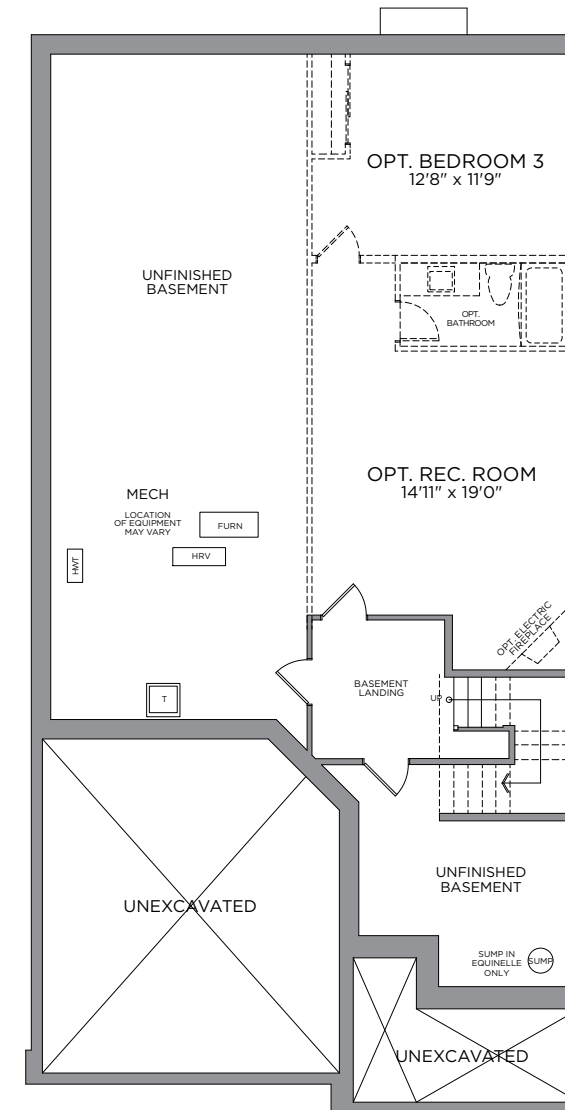 OPT. BEDROOM 3
12'8" x 11'9"
UNFINISHED
BASEMENT
OPT.
BATHROOM
OPT. REC. ROOM
14'11" x 19'0"
MECH
LOCATION
OF EQUIPMENT
MAY VARY
FURN
HRV
HWT
OPT. ELECTRIC
FIREPLACE
BASEMENT
LANDING
UP
T
UNEXCAVATED
UNFINISHED
BASEMENT
SUMP IN
EQUINELLE
ONLY
SUMP
UNEXCAVATED